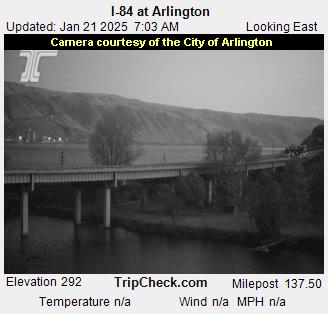 I-84 at Arlington
Updated: Jan 21 2025 7:03 AM Looking East
Camera courtesy of the City of Arlington
Elevation 292 TripCheck.com Milepost 137.50
Temperature n/a Wind n/a MPH n/a